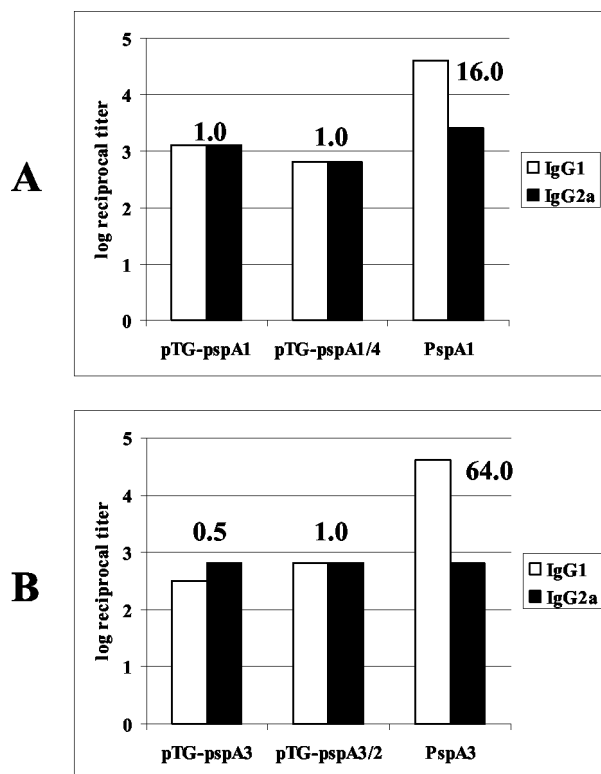 A
log reciprocal titer
5
4
3
2
1
0
1.0
1.0
16.0
pTG-pspA1
pTG-pspA1/4
PspA1
IgG1
IgG2a
B
log reciprocal titer
5
4
3
2
1
0
0.5
1.0
64.0
pTG-pspA3
pTG-pspA3/2
PspA3
IgG1
IgG2a